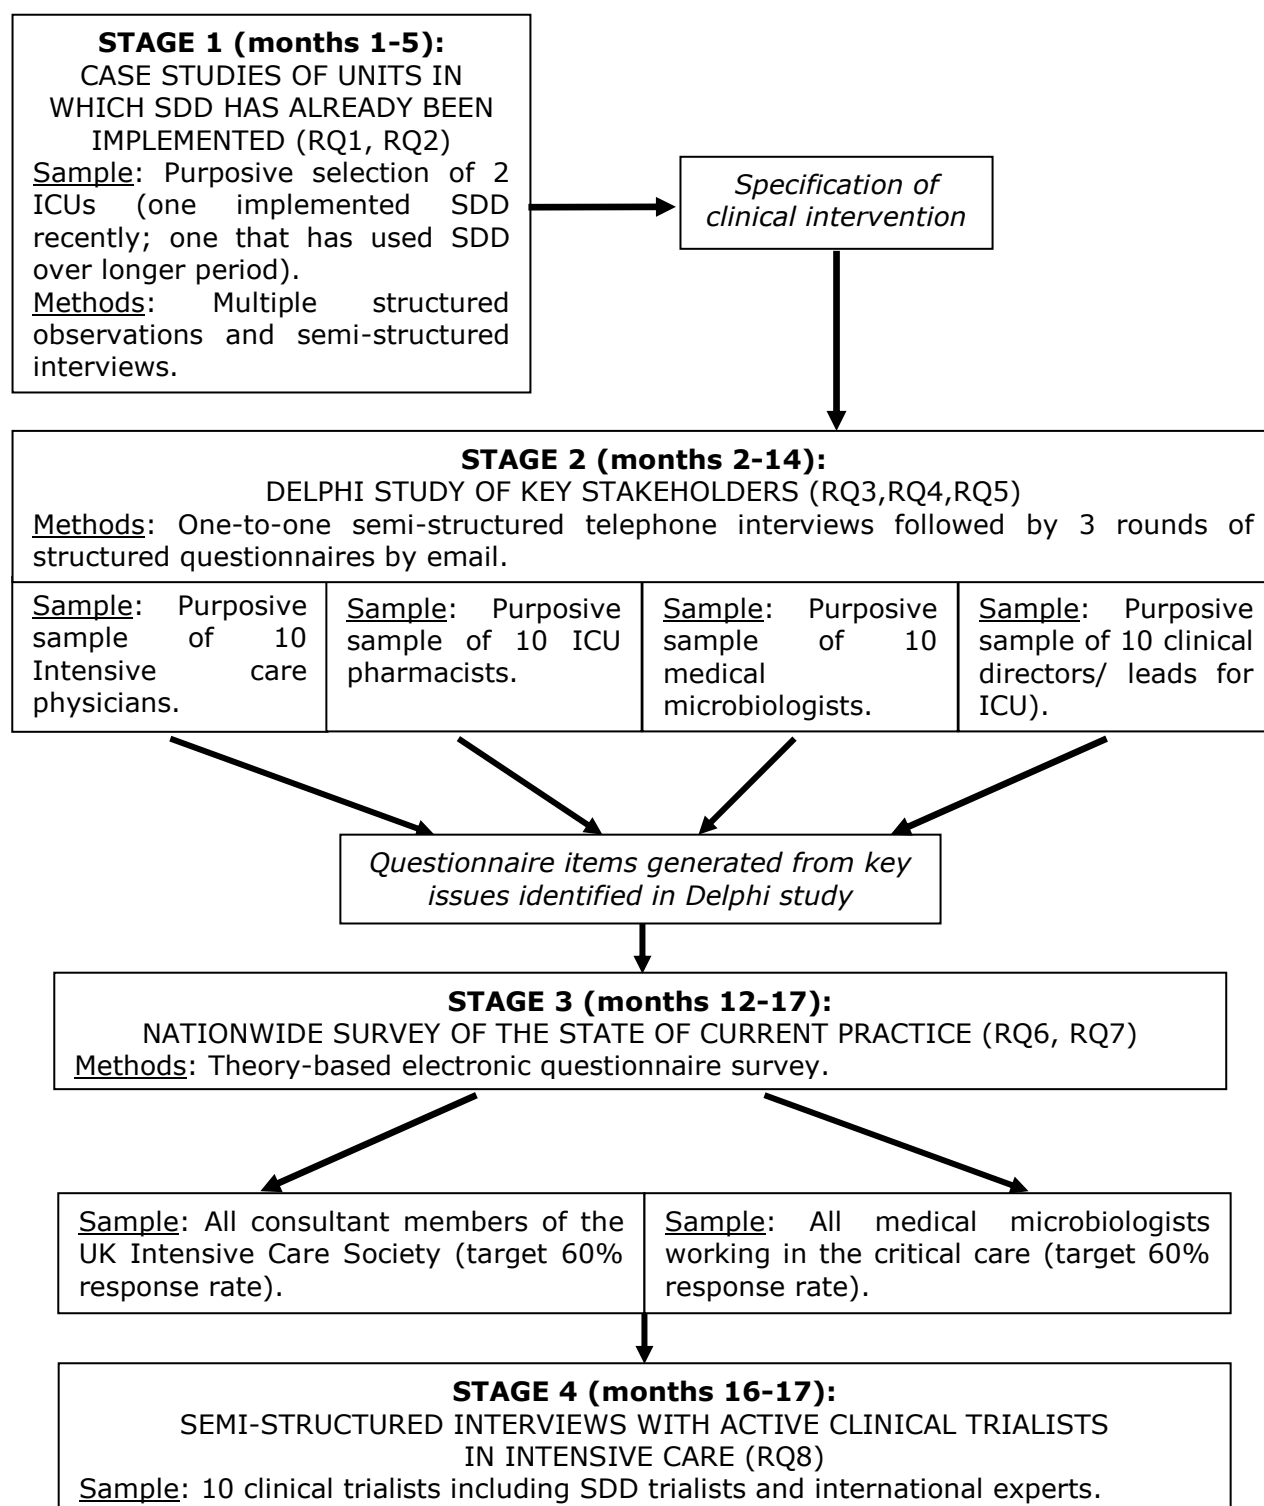 STAGE 1 (months 1-5):
CASE STUDIES OF UNITS IN
WHICH SDD HAS ALREADY BEEN
IMPLEMENTED (RQ1, RQ2)
Sample: Purposive selection of 2
ICUs (one implemented SDD
recently; one that has used SDD
over longer period).
Methods: Multiple structured
observations and semi-structured
interviews.
Specification of
clinical intervention
STAGE 2 (months 2-14):
DELPHI STUDY OF KEY STAKEHOLDERS (RQ3,RQ4,RQ5)
Methods: One-to-one semi-structured telephone interviews followed by 3 rounds of
structured questionnaires by email.
Sample: Purposive
sample of 10
Intensive care
physicians.
Sample: Purposive
sample of 10 ICU
pharmacists.
Sample: Purposive
sample of 10
medical
microbiologists.
Sample: Purposive
sample of 10 clinical
directors/ leads for
ICU).
Questionnaire items generated from key
issues identified in Delphi study
STAGE 3 (months 12-17):
NATIONWIDE SURVEY OF THE STATE OF CURRENT PRACTICE (RQ6, RQ7)
Methods: Theory-based electronic questionnaire survey.
Sample: All consultant members of the
UK Intensive Care Society (target 60%
response rate).
Sample: All medical microbiologists
working in the critical care (target 60%
response rate).
STAGE 4 (months 16-17):
SEMI-STRUCTURED INTERVIEWS WITH ACTIVE CLINICAL TRIALISTS
IN INTENSIVE CARE (RQ8)
Sample: 10 clinical trialists including SDD trialists and international experts.